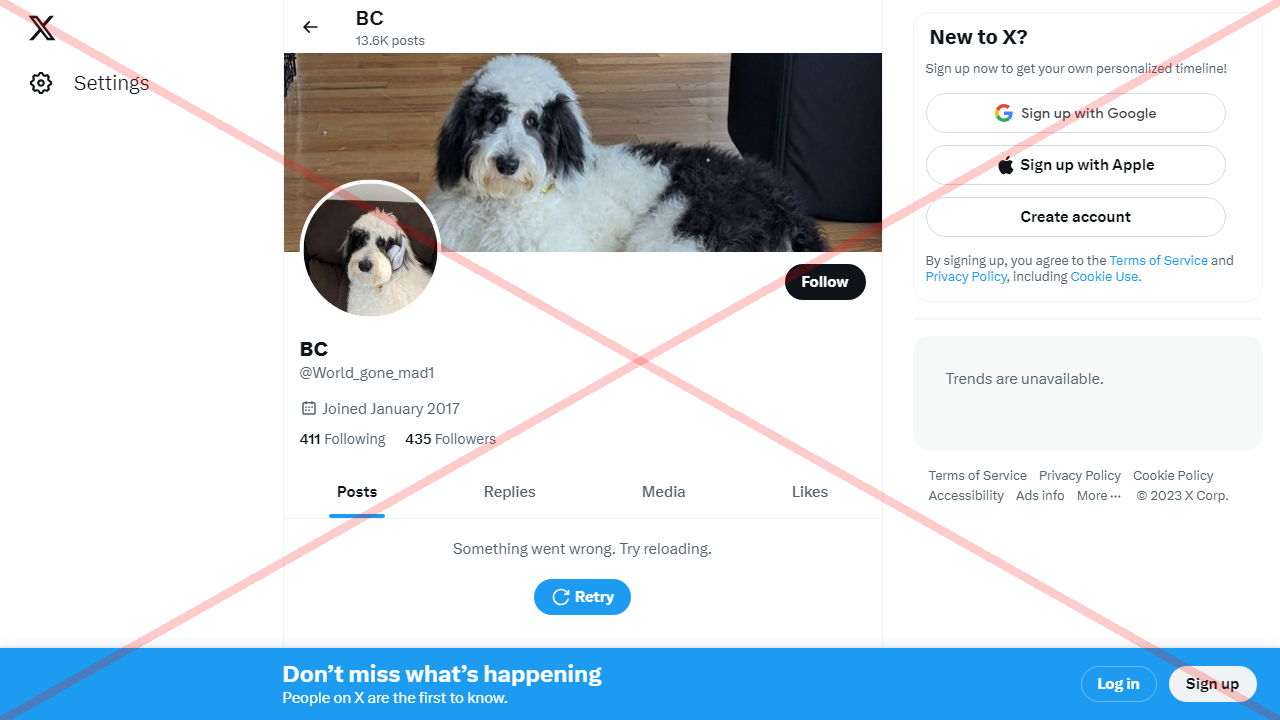 Settings
BC
13.6K posts
Follow
BC
@World_gone_mad1
Joined January 2017
411 Following 435 Followers
Posts Replies Media Likes
Something went wrong. Try reloading.
Retry
New to X?
Sign up now to get your own personalized timeline!
Sign up with Google
Sign up with Apple
Create account
By signing up, you agree to the Terms of Service and
Privacy Policy, including Cookie Use.
Trends are unavailable.
Terms of Service Privacy Policy Cookie Policy
Accessibility Ads info More ··· © 2023 X Corp.
Don’t miss what’s happening
People on X are the first to know.
Log in
Sign up